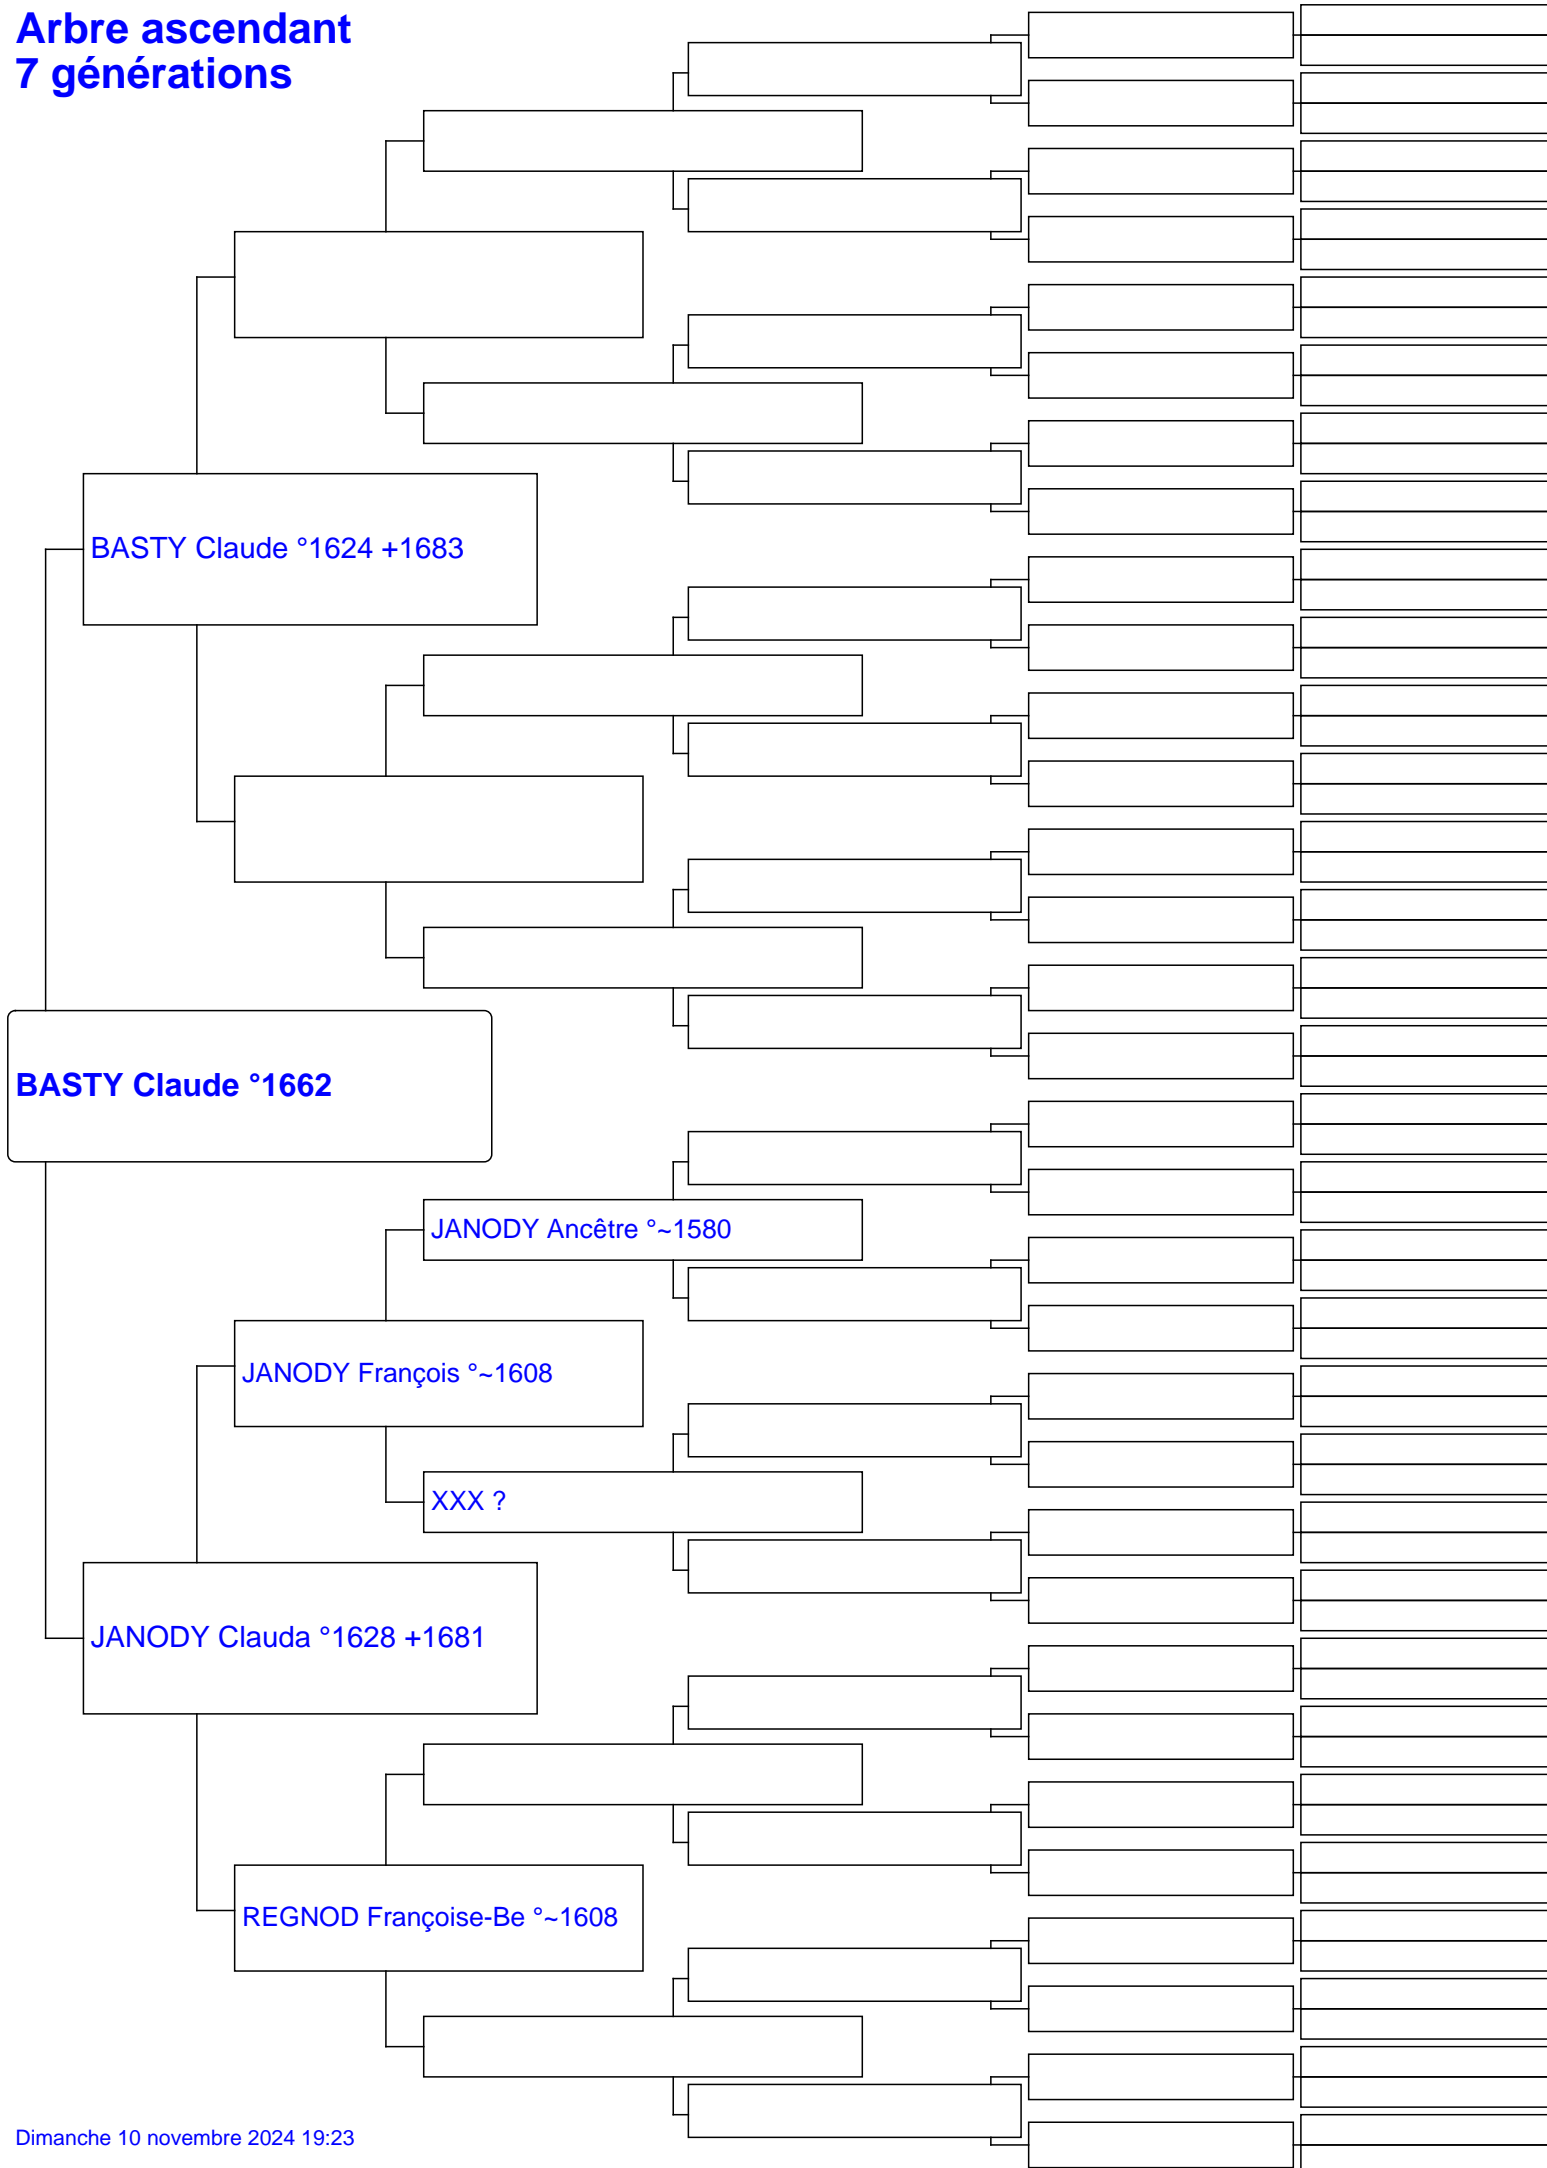 Arbre ascendant
7 générations
BASTY Claude °1624 +1683
BASTY Claude °1662
JANODY Ancêtre °~1580
JANODY François °~1608
XXX ?
JANODY Clauda °1628 +1681
REGNOD Françoise-Be °~1608
Dimanche 10 novembre 2024 19:23